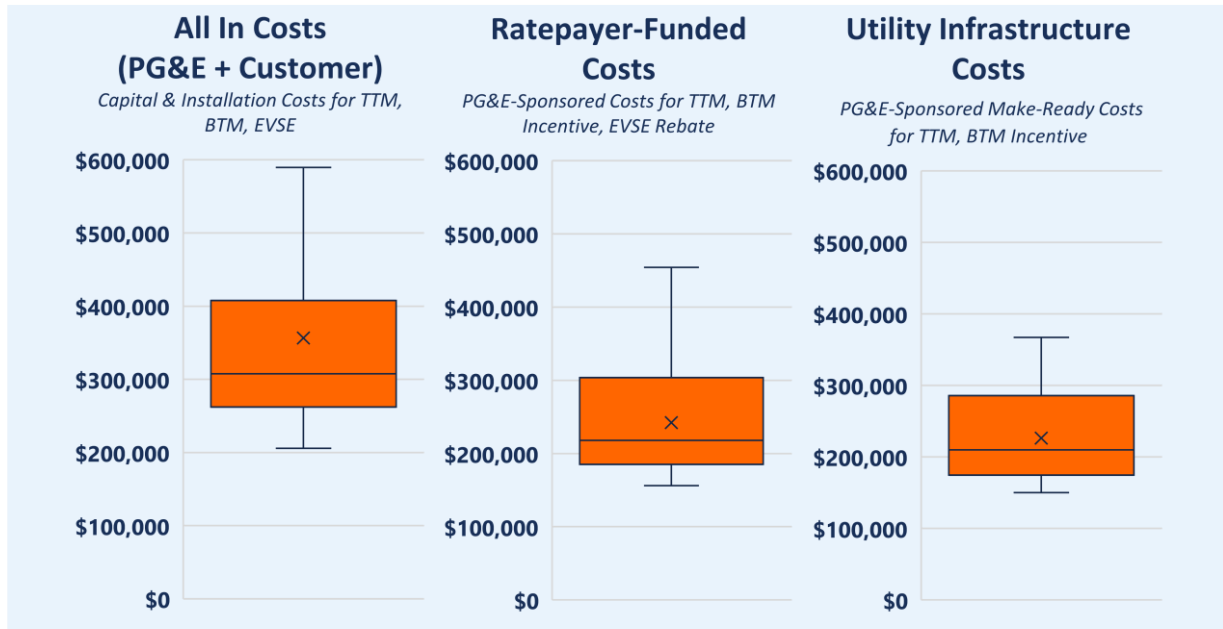 All In Costs
(PG&E + Customer)
Capital & Installation Costs for TTM,
BTM, EVSE
$600,000
$500,000
$400,000
$300,000
$200,000
$100,000
$0
Ratepayer-Funded
Costs
PG&E-Sponsored Costs for TTM, BTM
Incentive, EVSE Rebate
$600,000
$500,000
$400,000
$300,000
$200,000
$100,000
$0
Utility Infrastructure
Costs
PG&E-Sponsored Make-Ready Costs
for TTM, BTM Incentive
$600,000
$500,000
$400,000
$300,000
$200,000
$100,000
$0